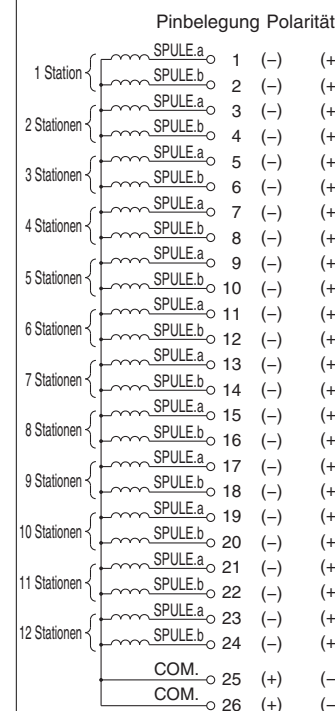 Pinbelegung Polarität
1 Station SPULE.a 1 (–) (+
SPULE.b 2 (–) (+
2 Stationen SPULE.a 3 (–) (+
SPULE.b 4 (–) (+
3 Stationen SPULE.a 5 (–) (+
SPULE.b 6 (–) (+
4 Stationen SPULE.a 7 (–) (+
SPULE.b 8 (–) (+
5 Stationen SPULE.a 9 (–) (+
SPULE.b 10 (–) (+
6 Stationen SPULE.a 11 (–) (+
SPULE.b 12 (–) (+
7 Stationen SPULE.a 13 (–) (+
SPULE.b 14 (–) (+
8 Stationen SPULE.a 15 (–) (+
SPULE.b 16 (–) (+
9 Stationen SPULE.a 17 (–) (+
SPULE.b 18 (–) (+
10 Stationen SPULE.a 19 (–) (+
SPULE.b 20 (–) (+
11 Stationen SPULE.a 21 (–) (+
SPULE.b 22 (–) (+
12 Stationen SPULE.a 23 (–) (+
SPULE.b 24 (–) (+
COM. 25 (+) (–
COM. 26 (+) (–